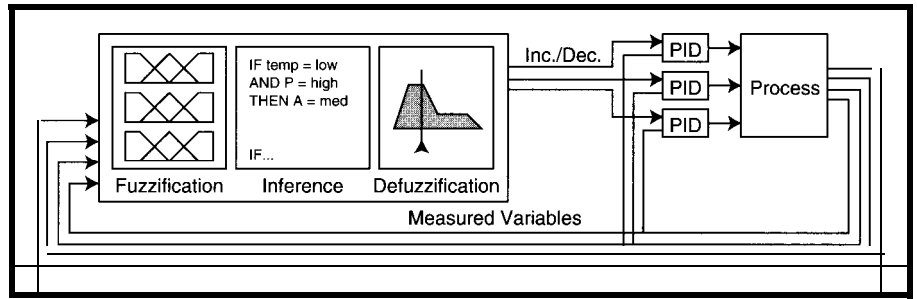 IF temp = low
AND P = high
THEN A = med
IF...
Fuzzification
Inference
Defuzzification
Inc./Dec.
PID
PID
PID
Process
Measured Variables